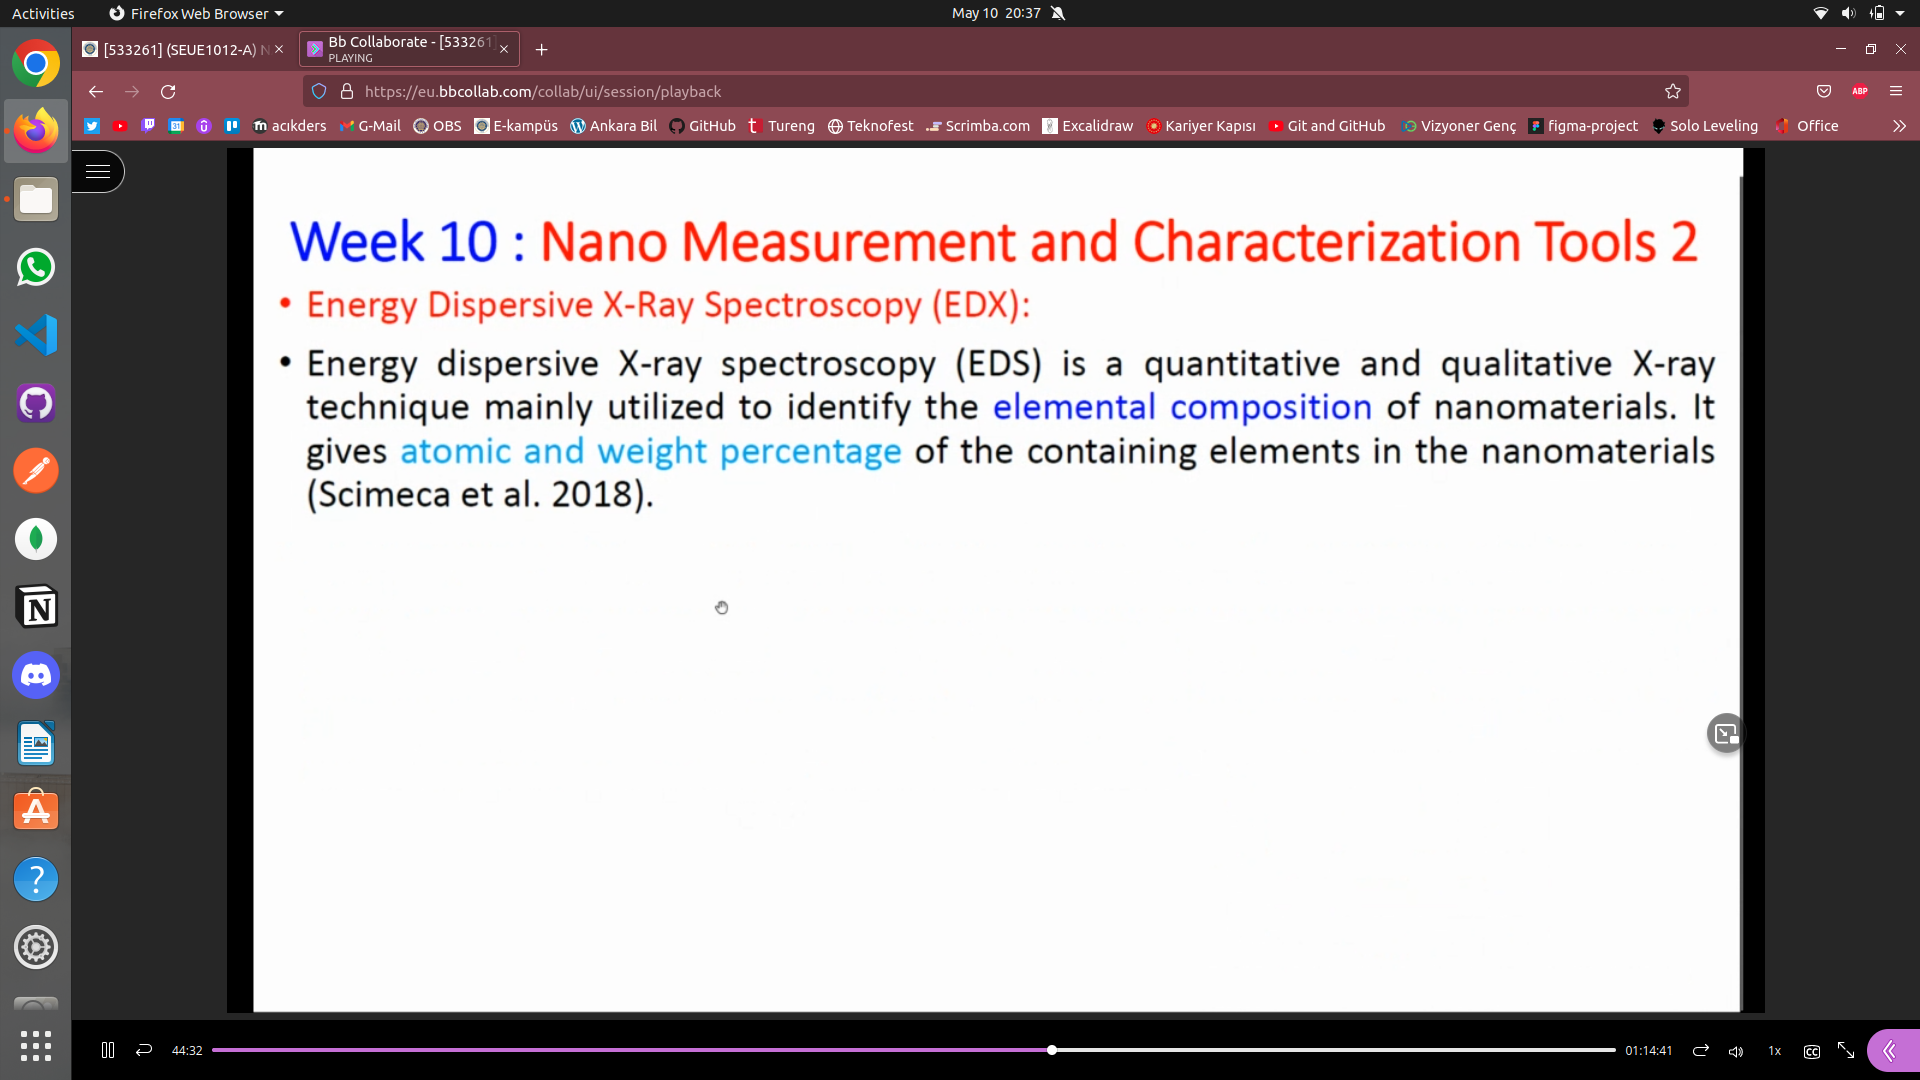 Activities
Firefox Web Browser
May 10 20:37
[533261] (SEUE1012-A) N
Bb Collaborate - [533261]
PLAYING
https://eu.bbcollab.com/collab/ui/session/playback
ABP
31
acıkders
G-Mail
OBS
E-kampüs
Ankara Bil
GitHub
Tureng
Teknofest
Scrimba.com
Excalidraw
Kariyer Kapısı
Git and GitHub
Vizyoner Genç
figma-project
Solo Leveling
Office
Week 10 : Nano Measurement and Characterization Tools 2
• Energy Dispersive X-Ray Spectroscopy (EDX):
• Energy dispersive X-ray spectroscopy (EDS) is a quantitative and qualitative X-ray
technique mainly utilized to identify the elemental composition of nanomaterials. It
gives atomic and weight percentage of the containing elements in the nanomaterials
(Scimeca et al. 2018).
44:32
01:14:41
1x
CC